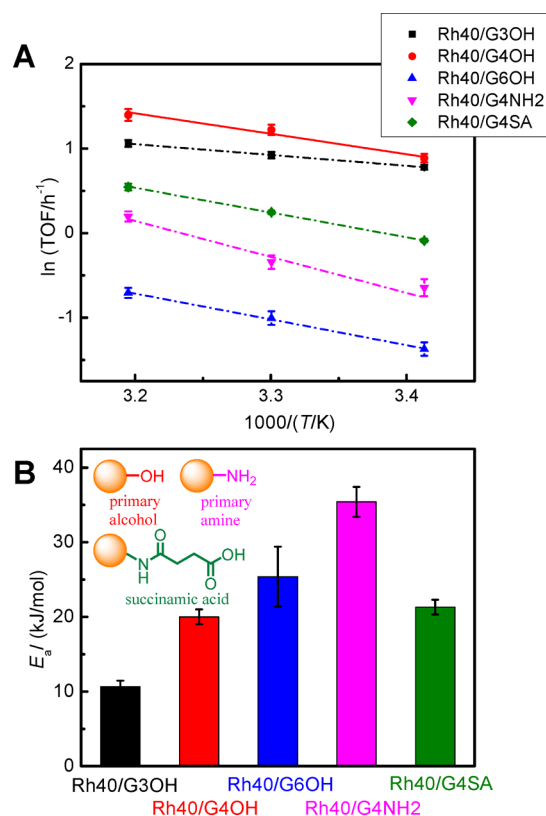 Rh40/G3OH
Rh40/G4OH
Rh40/G6OH
Rh40/G4NH2
Rh40/G4SA
A
2
1
0
-1
ln (TOF/h⁻¹)
3.2 3.3 3.4
1000/(T/K)
B
40
30
20
10
0
Eₐ/ (kJ/mol)
OH
NH₂
primary
alcohol
primary
amine
O
OH
N
H
O
succinamic acid
Rh40/G3OH
Rh40/G6OH
Rh40/G4SA
Rh40/G4OH
Rh40/G4NH2